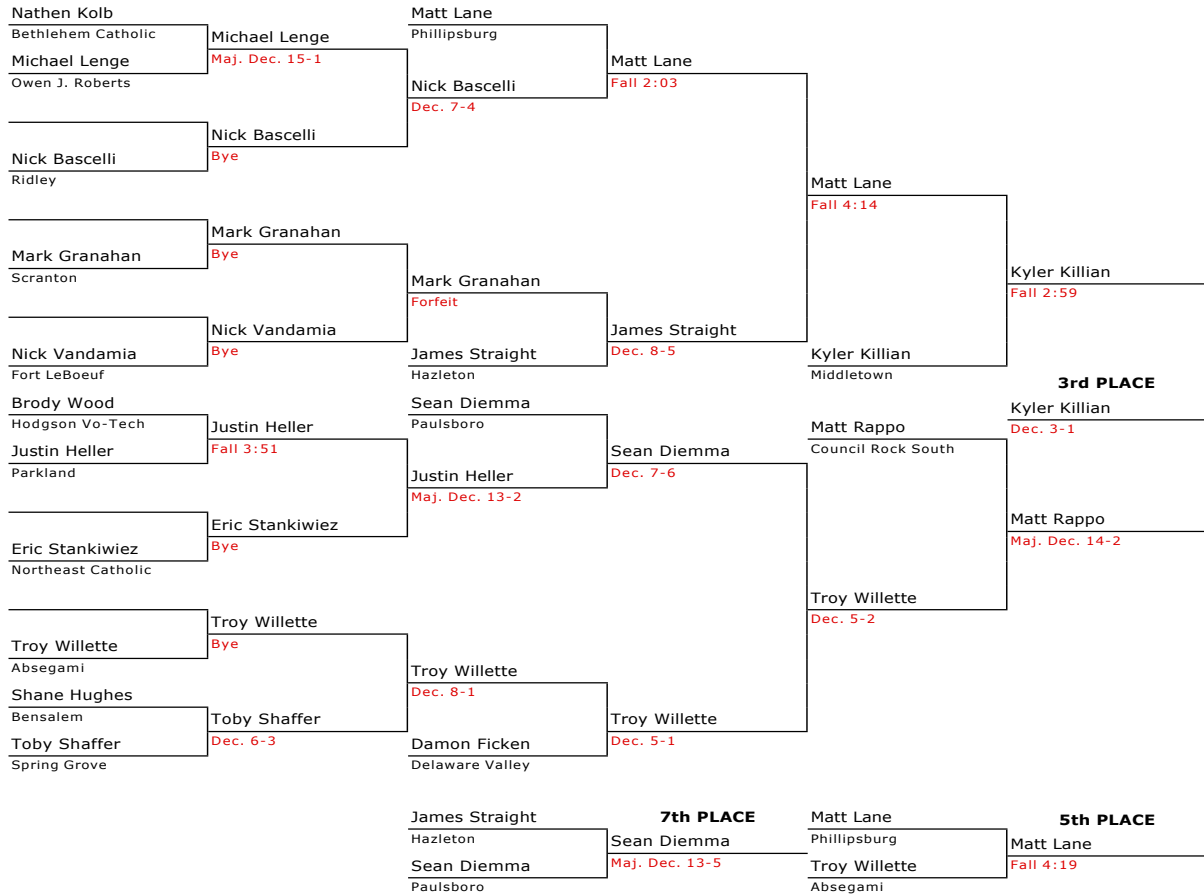 Nathen Kolb
Bethlehem Catholic
Michael Lenge
Owen J. Roberts
Nick Bascelli
Ridley
Mark Granahan
Scranton
Nick Vandamia
Fort LeBoeuf
Brody Wood
Hodgson Vo-Tech
Justin Heller
Parkland
Eric Stankiwiez
Northeast Catholic
Troy Willette
Absegami
Shane Hughes
Bensalem
Toby Shaffer
Spring Grove
Michael Lenge
Maj. Dec. 15-1
Nick Bascelli
Bye
Mark Granahan
Bye
Nick Vandamia
Bye
Justin Heller
Fall 3:51
Eric Stankiwiez
Bye
Troy Willette
Bye
Toby Shaffer
Dec. 6-3
Matt Lane
Phillipsburg
Nick Bascelli
Dec. 7-4
Mark Granahan
Forfeit
James Straight
Hazleton
Sean Diemma
Paulsboro
Justin Heller
Maj. Dec. 13-2
Troy Willette
Dec. 8-1
Damon Ficken
Delaware Valley
Matt Lane
Fall 2:03
James Straight
Dec. 8-5
Sean Diemma
Dec. 7-6
Troy Willette
Dec. 5-1
Matt Lane
Fall 4:14
Kyler Killian
Middletown
Matt Rappo
Council Rock South
Troy Willette
Dec. 5-2
Kyler Killian
Fall 2:59
3rd PLACE
Kyler Killian
Dec. 3-1
Matt Rappo
Maj. Dec. 14-2
James Straight
Hazleton
Sean Diemma
Paulsboro
7th PLACE
Sean Diemma
Maj. Dec. 13-5
Matt Lane
Phillipsburg
Troy Willette
Absegami
5th PLACE
Matt Lane
Fall 4:19